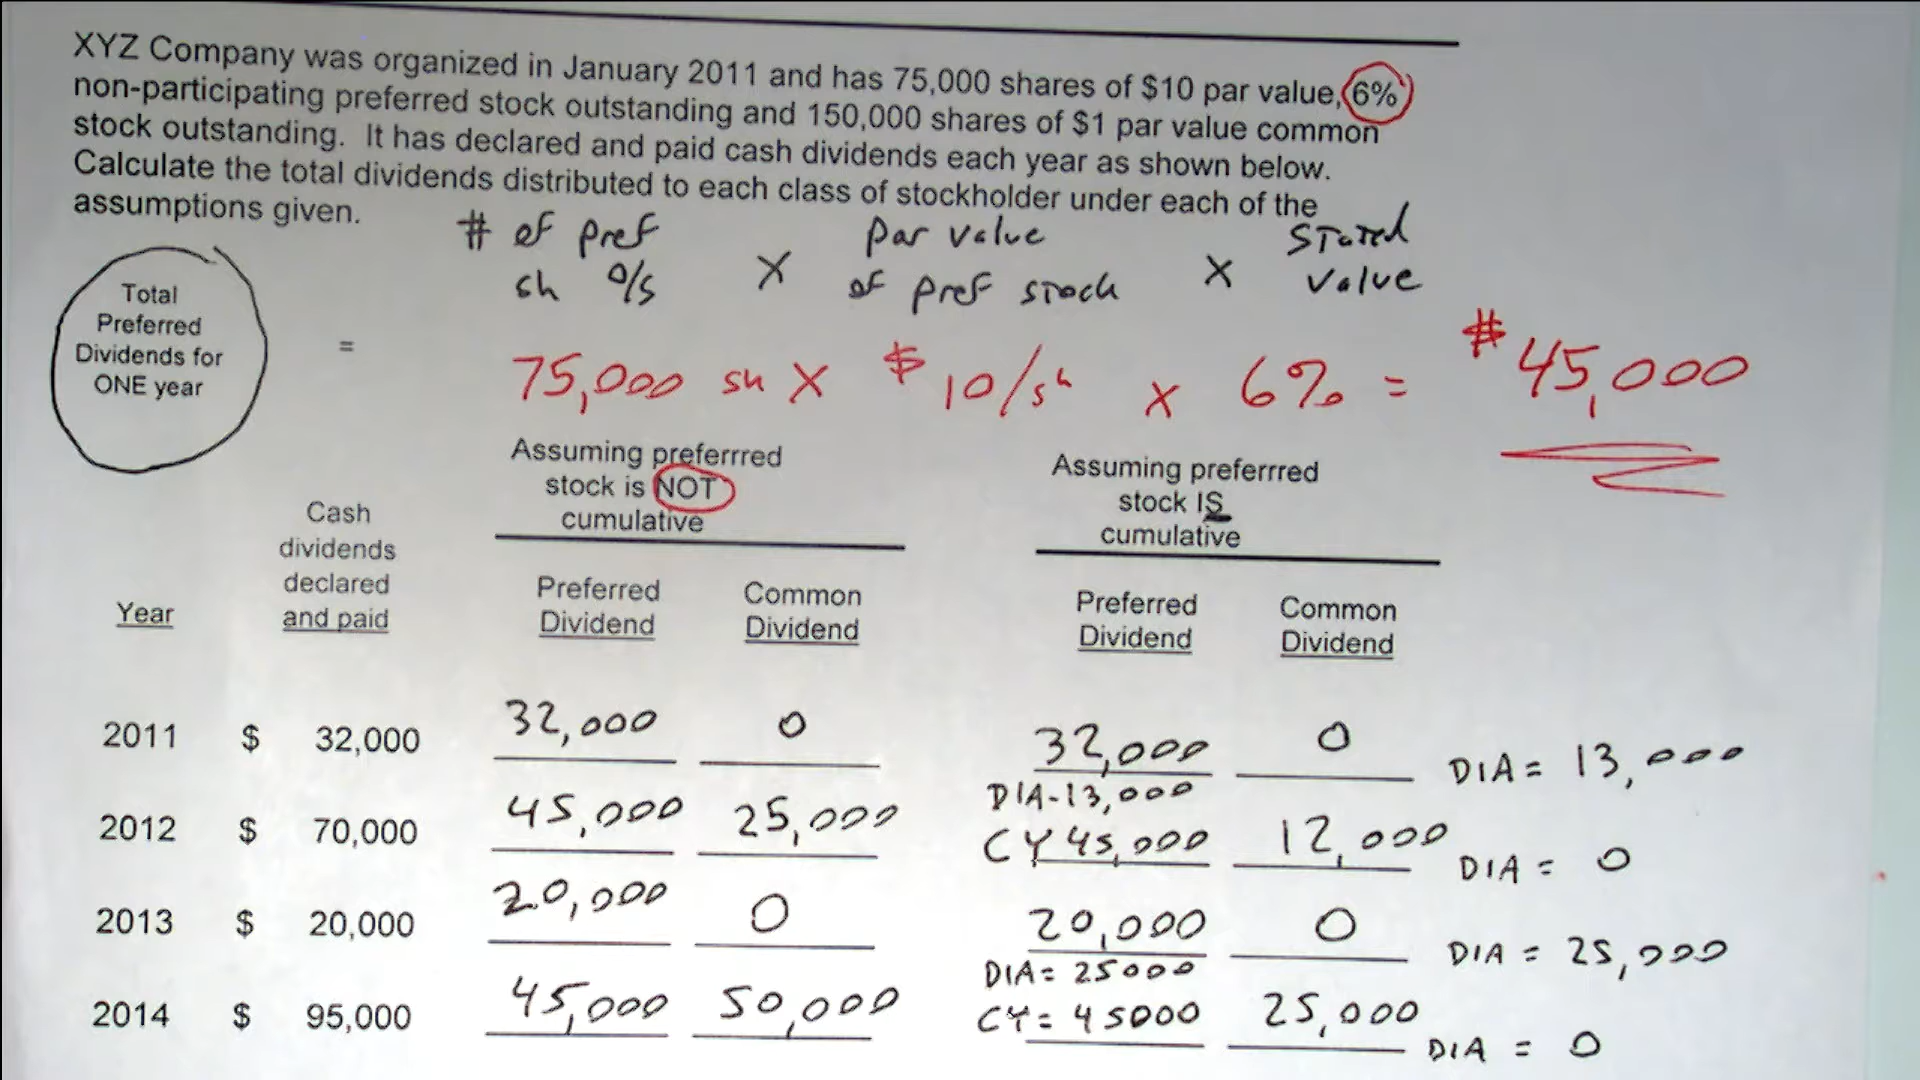 XYZ Company was organized in January 2011 and has 75,000 shares of $10 par value, 6%
non-participating preferred stock outstanding and 150,000 shares of $1 par value common
stock outstanding. It has declared and paid cash dividends each year as shown below.
Calculate the total dividends distributed to each class of stockholder under each of the
assumptions given.
# of pref × par value × Stated
sh o/s of pref stock value
Total
Preferred
Dividends for
ONE year
=
75,000 sh × $10/sh × 6% = $45,000
Assuming preferrred
stock is NOT
cumulative
Assuming preferrred
stock IS
cumulative
Cash
dividends
declared
and paid
Year
Preferred
Dividend
Common
Dividend
Preferred
Dividend
Common
Dividend
2011 $ 32,000 32,000 0 32,000 0 DIA = 13,000
DIA-13,000
2012 $ 70,000 45,000 25,000 CY 45,000 12,000 DIA = 0
2013 $ 20,000 20,000 0 20,000 0 DIA = 25,000
DIA = 25000
2014 $ 95,000 45,000 50,000 CY = 45000 25,000 DIA = 0